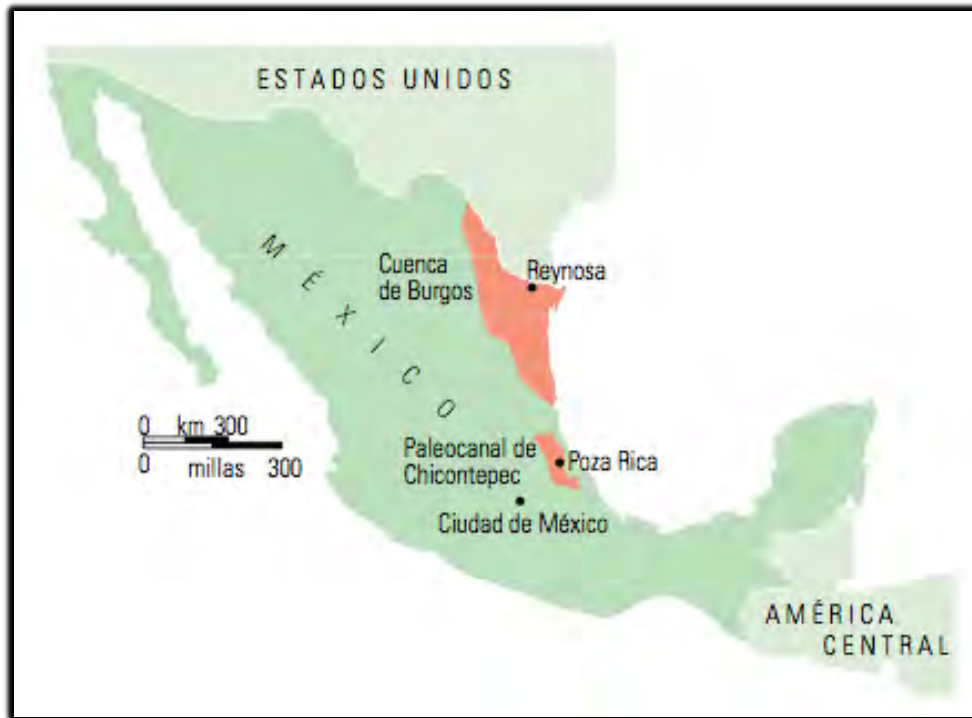 ESTADOS UNIDOS
MÉXICO
Cuenca
de Burgos
Reynosa
0 km 300
0 millas 300
Paleocanal de
Chicontepec
Poza Rica
Ciudad de México
AMÉRICA
CENTRAL